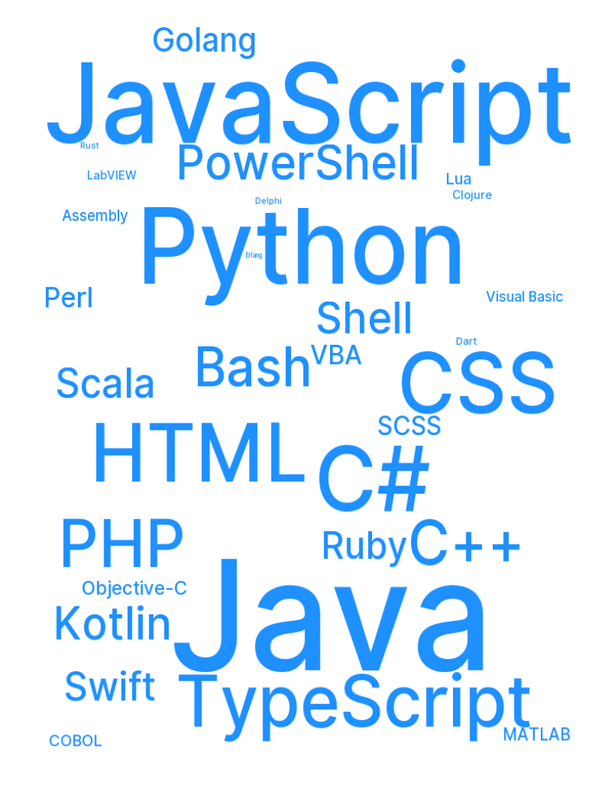 Golang
JavaScript
Rust
PowerShell
LabVIEW
Lua
Clojure
Delphi
Assembly
Python
Erlang
Perl
Visual Basic
Shell
Dart
VBA
Bash
CSS
Scala
SCSS
HTML
C#
PHP
Ruby
C++
Objective-C
Java
Kotlin
Swift
TypeScript
MATLAB
COBOL